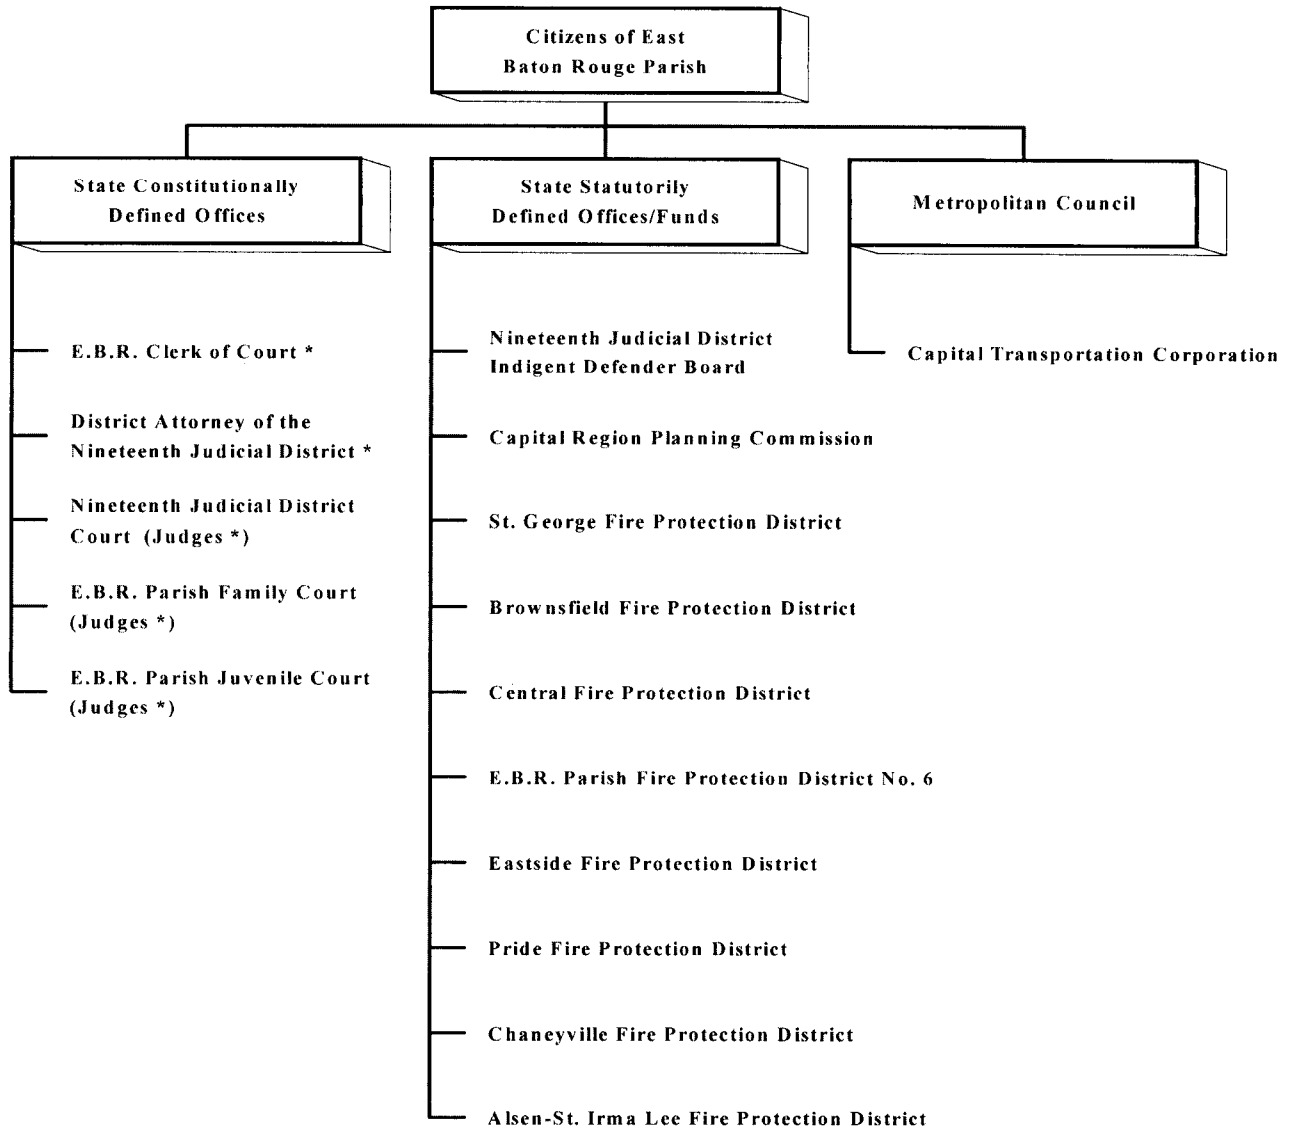 Citizens of East
Baton Rouge Parish
State Constitutionally
Defined Offices
E.B.R. Clerk of Court *
District Attorney of the
Nineteenth Judicial District *
Nineteenth Judicial District
Court (Judges *)
E.B.R. Parish Family Court
(Judges *)
E.B.R. Parish Juvenile Court
(Judges *)
State Statutorily
Defined Offices/Funds
Nineteenth Judicial District
Indigent Defender Board
Capital Region Planning Commission
St. George Fire Protection District
Brownsfield Fire Protection District
Central Fire Protection District
E.B.R. Parish Fire Protection District No. 6
Eastside Fire Protection District
Pride Fire Protection District
Chaneyville Fire Protection District
Alsen-St. Irma Lee Fire Protection District
Metropolitan Council
Capital Transportation Corporation